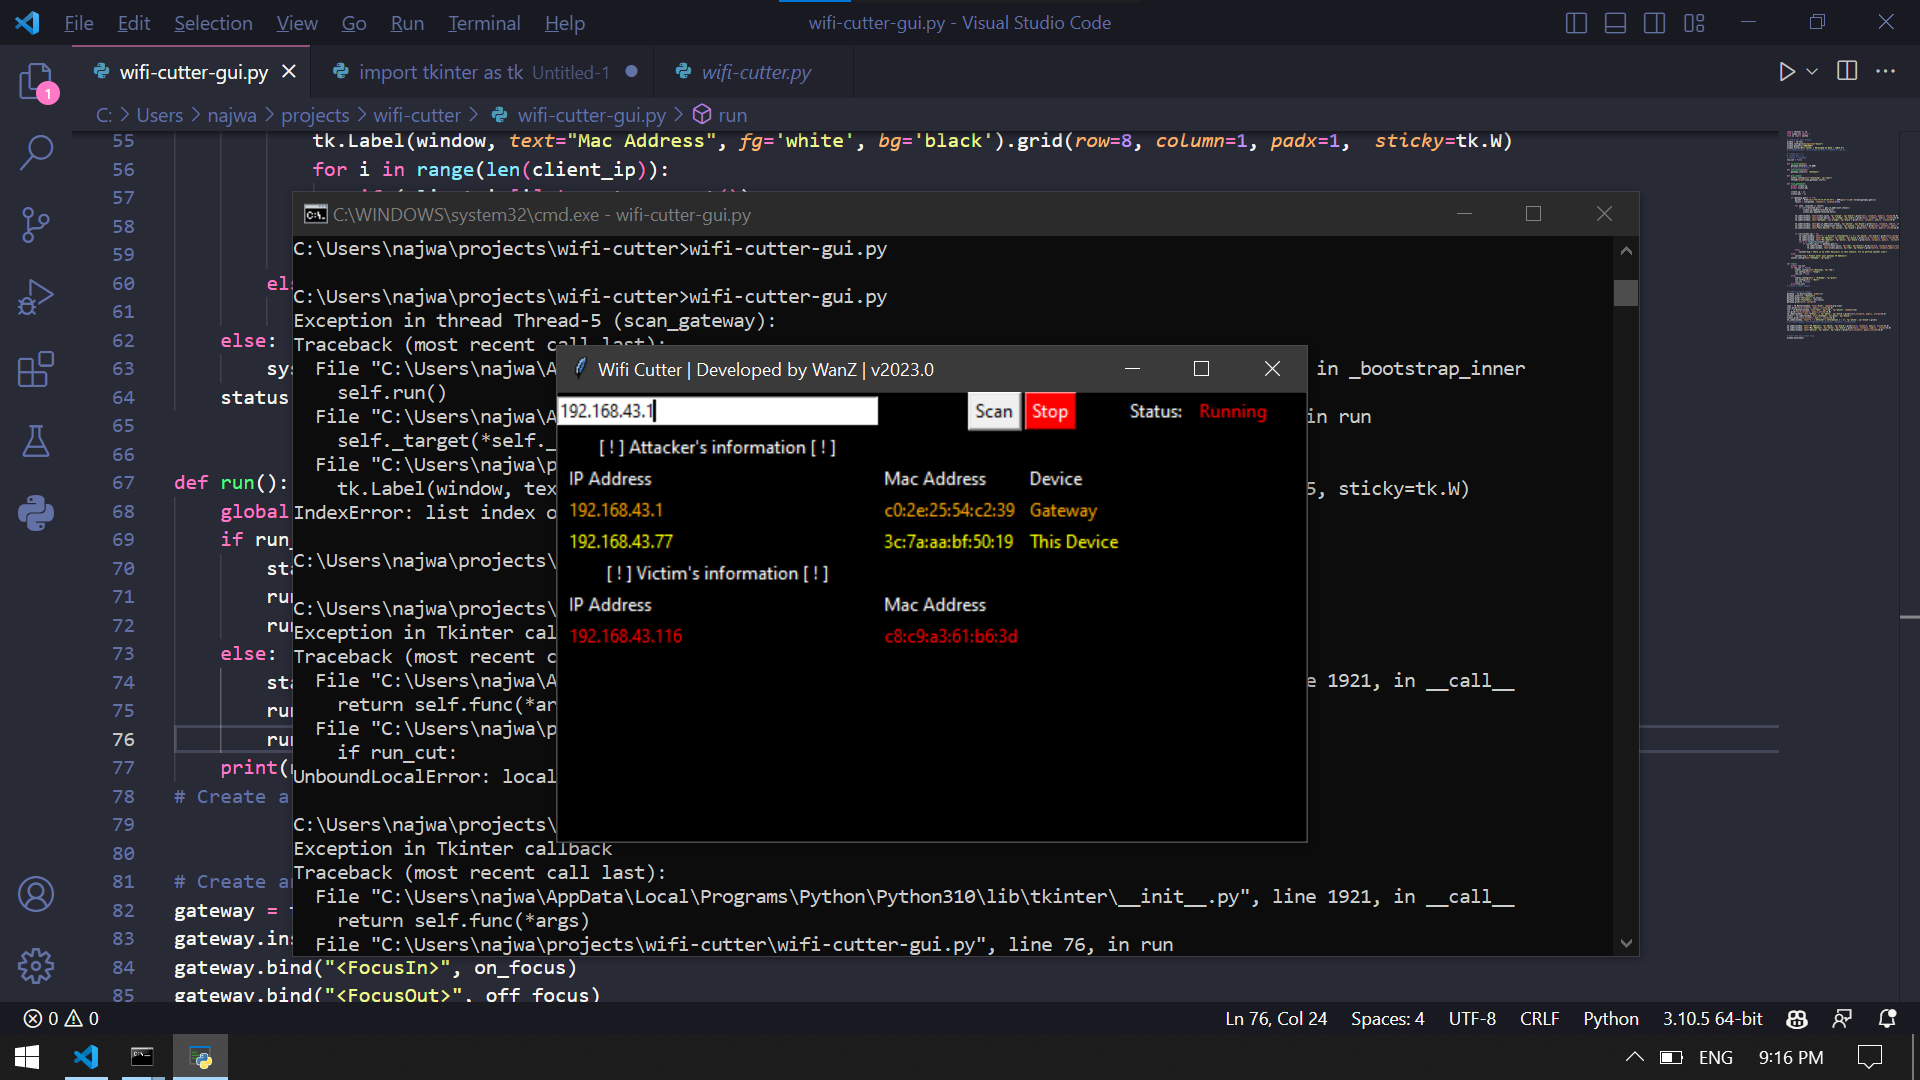 File Edit Selection View Go Run Terminal Help wifi-cutter-gui.py - Visual Studio Code
wifi-cutter-gui.py import tkinter as tk Untitled-1 wifi-cutter.py
1
C: > Users > najwa > projects > wifi-cutter > wifi-cutter-gui.py > run
55 tk.Label(window, text="Mac Address", fg='white', bg='black').grid(row=8, column=1, padx=1, sticky=tk.W)
56 for i in range(len(client_ip)):
57
58
59
60 els
61
62 else:
63 sys
64 status
65
66
67 def run():
68 global
69 if run_
70 sta
71 run
72 run
73 else:
74 sta
75 run
76 run
77 print(
78 # Create a
79
80
81 # Create an
82 gateway =
83 gateway.ins
84 gateway.bind("<FocusIn>", on_focus)
85 gateway.bind("<FocusOut>", off_focus)
C:\WINDOWS\system32\cmd.exe - wifi-cutter-gui.py
C:\Users\najwa\projects\wifi-cutter>wifi-cutter-gui.py
C:\Users\najwa\projects\wifi-cutter>wifi-cutter-gui.py
Exception in thread Thread-5 (scan_gateway):
Traceback (most recent call last):
File "C:\Users\najwa\A in _bootstrap_inner
self.run()
File "C:\Users\najwa\A in run
self._target(*self._
File "C:\Users\najwa\p
tk.Label(window, tex 5, sticky=tk.W)
IndexError: list index o
C:\Users\najwa\projects\
C:\Users\najwa\projects\
Exception in Tkinter cal
Traceback (most recent c
File "C:\Users\najwa\A e 1921, in __call__
return self.func(*ar
File "C:\Users\najwa\p
if run_cut:
UnboundLocalError: local
C:\Users\najwa\projects\
Exception in Tkinter callback
Traceback (most recent call last):
File "C:\Users\najwa\AppData\Local\Programs\Python\Python310\lib\tkinter\__init__.py", line 1921, in __call__
return self.func(*args)
File "C:\Users\najwa\projects\wifi-cutter\wifi-cutter-gui.py", line 76, in run
Wifi Cutter | Developed by WanZ | v2023.0
192.168.43.1 Scan Stop Status: Running
[ ! ] Attacker's information [ ! ]
IP Address Mac Address Device
192.168.43.1 c0:2e:25:54:c2:39 Gateway
192.168.43.77 3c:7a:aa:bf:50:19 This Device
[ ! ] Victim's information [ ! ]
IP Address Mac Address
192.168.43.116 c8:c9:a3:61:b6:3d
0 0 Ln 76, Col 24 Spaces: 4 UTF-8 CRLF Python 3.10.5 64-bit
ENG 9:16 PM